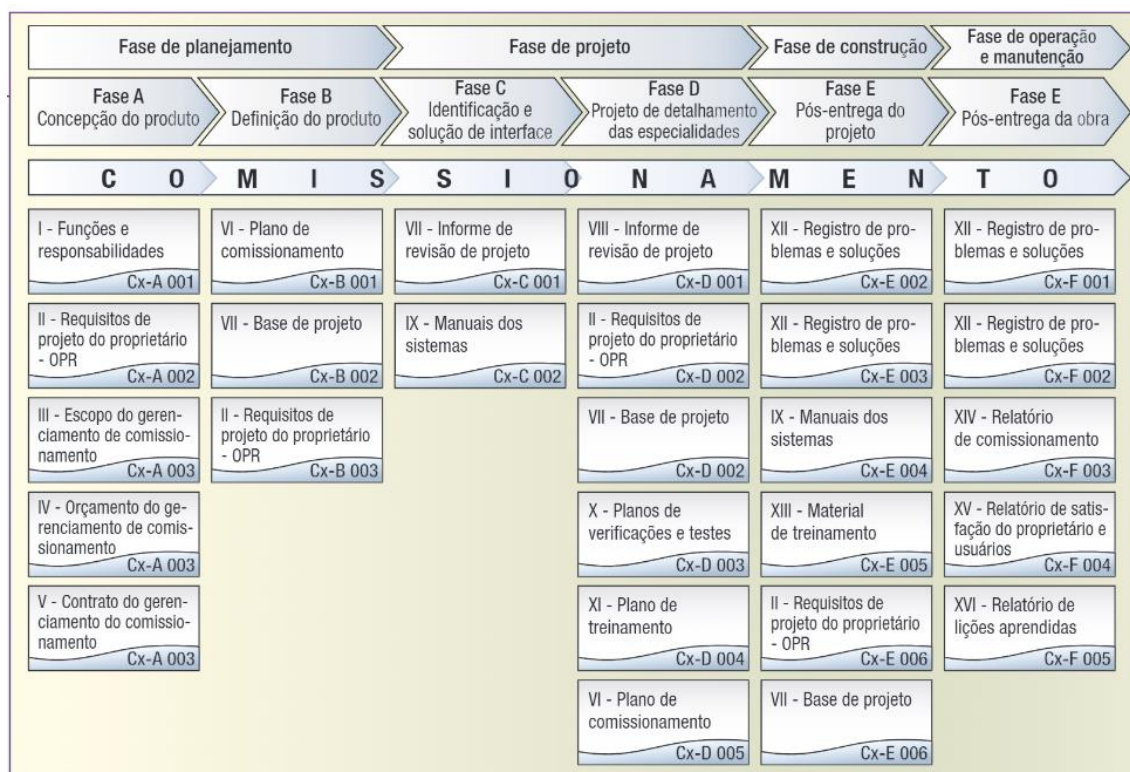 Fase de planejamento
Fase de projeto
Fase de construção
Fase de operação
e manutenção
Fase A
Concepção do produto
Fase B
Definição do produto
Fase C
Identificação e
solução de interface
Fase D
Projeto de detalhamento
das especialidades
Fase E
Pós-entrega do
projeto
Fase E
Pós-entrega da obra
C O M I S S I O N A M E N T O
I - Funções e
responsabilidades
Cx-A 001
II - Requisitos de
projeto do proprietário
- OPR
Cx-A 002
III - Escopo do geren-
ciamento de comissio-
namento
Cx-A 003
IV - Orçamento do ge-
renciamento de comis-
sionamento
Cx-A 003
V - Contrato do geren-
ciamento do comissio-
namento
Cx-A 003
VI - Plano de
comissionamento
Cx-B 001
VII - Base de projeto
Cx-B 002
II - Requisitos de
projeto do proprietário
- OPR
Cx-B 003
VII - Informe de
revisão de projeto
Cx-C 001
IX - Manuais dos
sistemas
Cx-C 002
VIII - Informe de
revisão de projeto
Cx-D 001
II - Requisitos de
projeto do proprietário
- OPR
Cx-D 002
VII - Base de projeto
Cx-D 002
X - Planos de
verificações e testes
Cx-D 003
XI - Plano de
treinamento
Cx-D 004
VI - Plano de
comissionamento
Cx-D 005
XII - Registro de pro-
blemas e soluções
Cx-E 002
XII - Registro de pro-
blemas e soluções
Cx-E 003
IX - Manuais dos
sistemas
Cx-E 004
XIII - Material
de treinamento
Cx-E 005
II - Requisitos de
projeto do proprietário
- OPR
Cx-E 006
VII - Base de projeto
Cx-E 006
XII - Registro de pro-
blemas e soluções
Cx-F 001
XII - Registro de pro-
blemas e soluções
Cx-F 002
XIV - Relatório
de comissionamento
Cx-F 003
XV - Relatório de satis-
fação do proprietário e
usuários
Cx-F 004
XVI - Relatório de
lições aprendidas
Cx-F 005